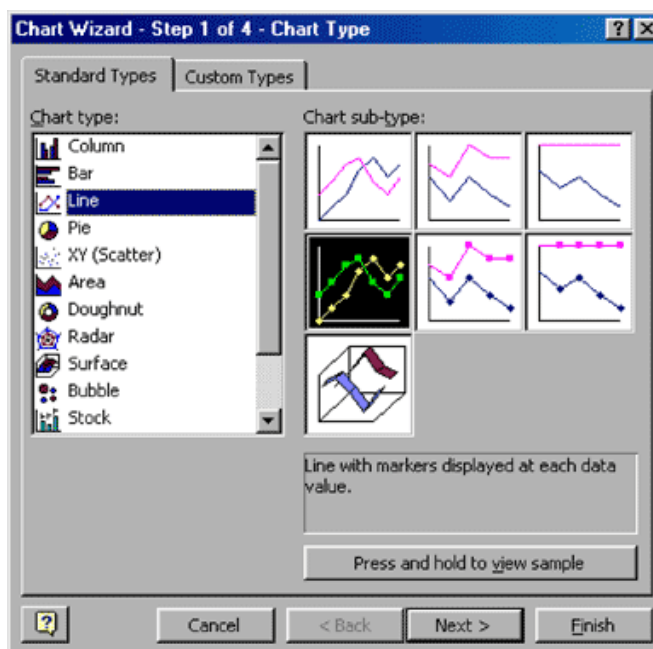 Chart Wizard - Step 1 of 4 - Chart Type
Standard Types
Custom Types
Chart type:
Column
Bar
Line
Pie
XY (Scatter)
Area
Doughnut
Radar
Surface
Bubble
Stock
Chart sub-type:
Line with markers displayed at each data
value.
Press and hold to view sample
Cancel
< Back
Next >
Finish